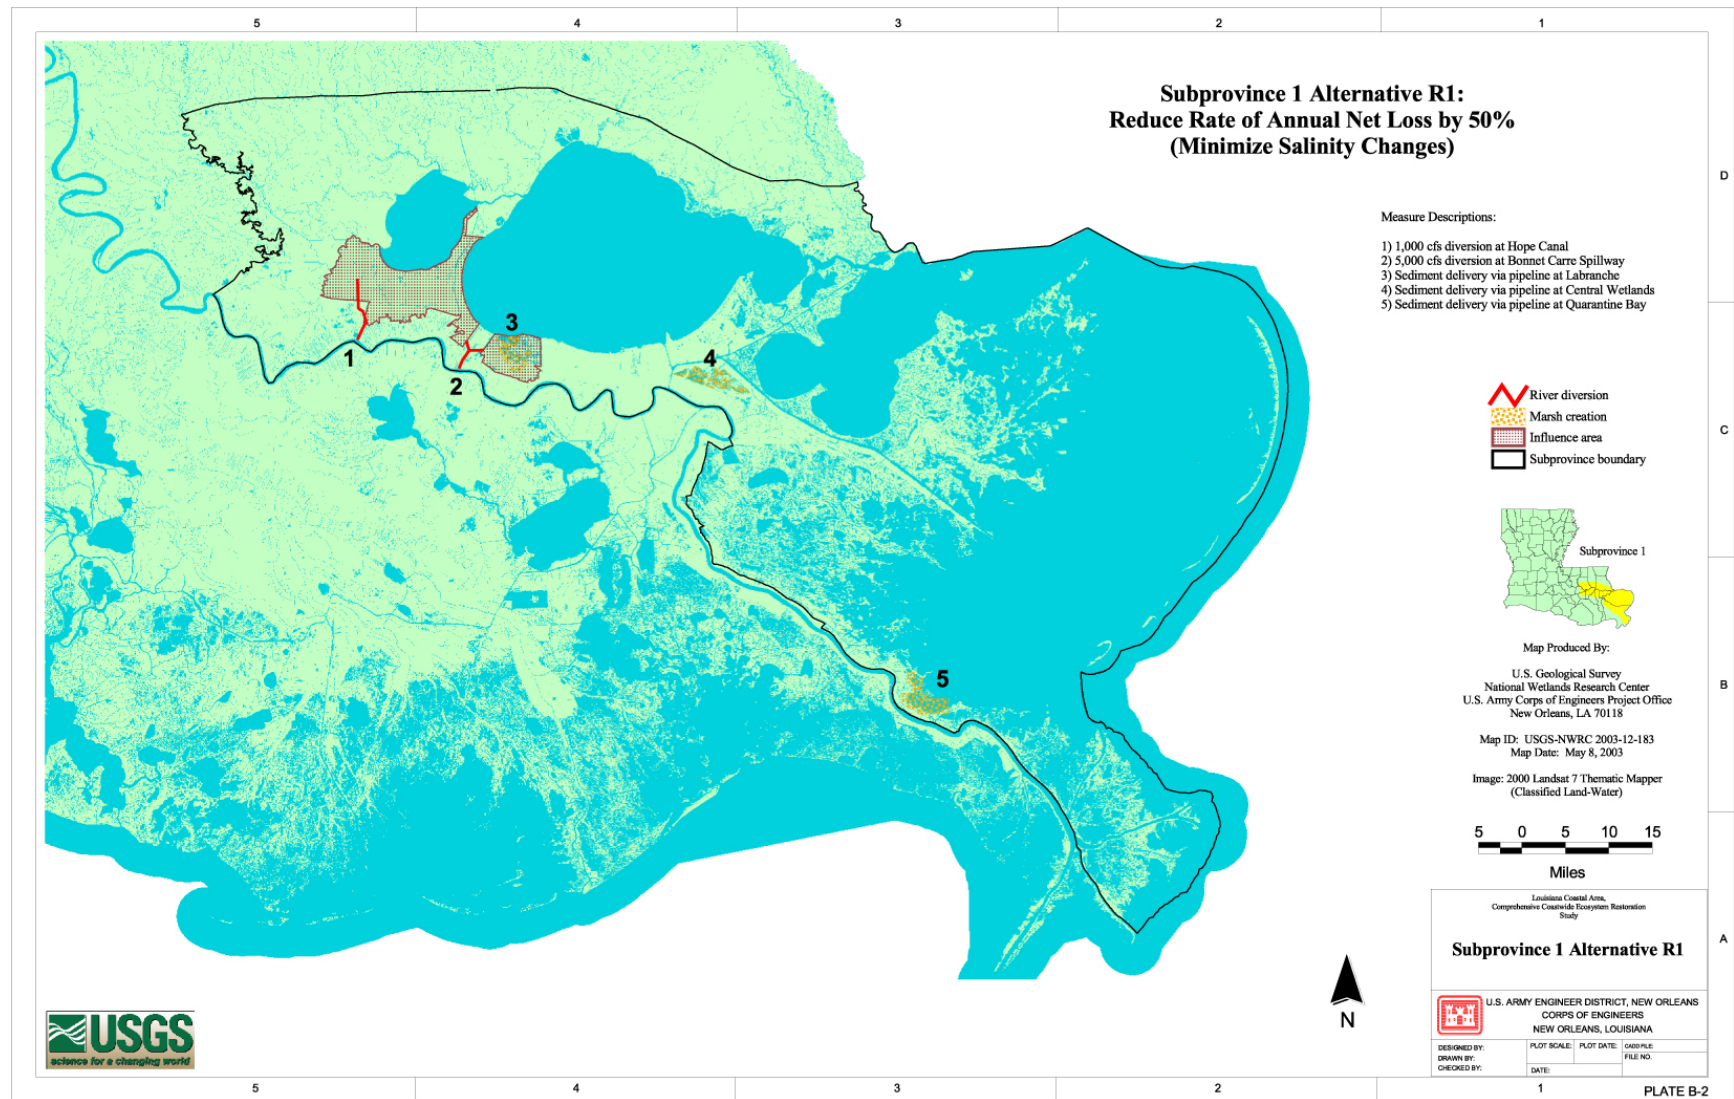 5 4 3 2 1
Subprovince 1 Alternative R1:
Reduce Rate of Annual Net Loss by 50%
(Minimize Salinity Changes)
D
Measure Descriptions:
1) 1,000 cfs diversion at Hope Canal
2) 5,000 cfs diversion at Bonnet Carre Spillway
3) Sediment delivery via pipeline at Labranche
4) Sediment delivery via pipeline at Central Wetlands
5) Sediment delivery via pipeline at Quarantine Bay
3
1
4
2
River diversion
Marsh creation
C
Influence area
Subprovince boundary
Subprovince 1
Map Produced By:
U.S. Geological Survey
5
B
National Wetlands Research Center
U.S. Army Corps of Engineers Project Office
New Orleans, LA 70118
Map ID: USGS-NWRC 2003-12-183
Map Date: May 8, 2003
Image: 2000 Landsat 7 Thematic Mapper
(Classified Land-Water)
5 0 5 10 15
Miles
Louisiana Coastal Area,
Comprehensive Coastwide Ecosystem Restoration
Study
A
Subprovince 1 Alternative R1
N
U.S. ARMY ENGINEER DISTRICT, NEW ORLEANS
CORPS OF ENGINEERS
NEW ORLEANS, LOUISIANA
USGS
science for a changing world
DESIGNED BY: PLOT SCALE: PLOT DATE: CADD FILE:
DRAWN BY: FILE NO.
CHECKED BY: DATE:
5 4 3 2 1
PLATE B-2